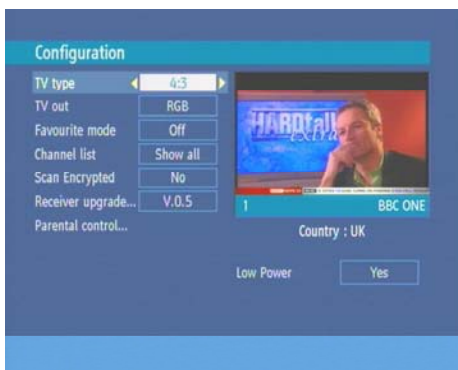 Configuration
TV type 4:3
TV out RGB
Favourite mode Off
Channel list Show all
Scan Encrypted No
Receiver upgrade... V.0.5
Parental control...
HARDtalk
extra
1 BBC ONE
Country : UK
Low Power Yes